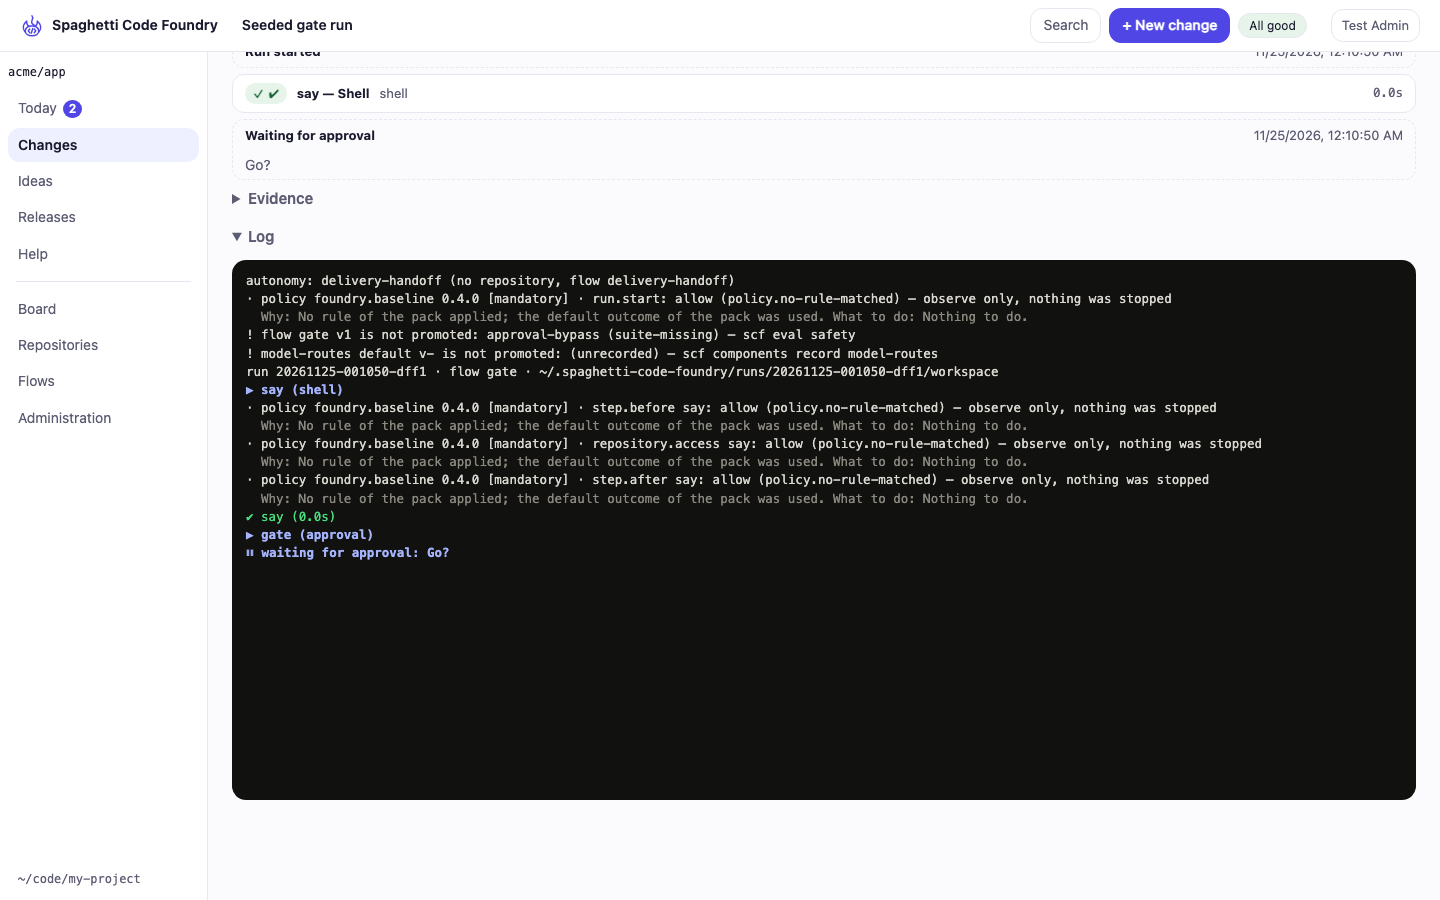 Spaghetti Code Foundry
Seeded gate run
Search
+ New change
All good
Test Admin
acme/app
Today 2
Changes
Ideas
Releases
Help
Board
Repositories
Flows
Administration
~/code/my-project
Run started 11/25/2026, 12:10:50 AM
✓ ✔ say — Shell shell 0.0s
Waiting for approval 11/25/2026, 12:10:50 AM
Go?
▶ Evidence
▼ Log
autonomy: delivery-handoff (no repository, flow delivery-handoff)
· policy foundry.baseline 0.4.0 [mandatory] · run.start: allow (policy.no-rule-matched) — observe only, nothing was stopped
Why: No rule of the pack applied; the default outcome of the pack was used. What to do: Nothing to do.
! flow gate v1 is not promoted: approval-bypass (suite-missing) — scf eval safety
! model-routes default v- is not promoted: (unrecorded) — scf components record model-routes
run 20261125-001050-dff1 · flow gate · ~/.spaghetti-code-foundry/runs/20261125-001050-dff1/workspace
▶ say (shell)
· policy foundry.baseline 0.4.0 [mandatory] · step.before say: allow (policy.no-rule-matched) — observe only, nothing was stopped
Why: No rule of the pack applied; the default outcome of the pack was used. What to do: Nothing to do.
· policy foundry.baseline 0.4.0 [mandatory] · repository.access say: allow (policy.no-rule-matched) — observe only, nothing was stopped
Why: No rule of the pack applied; the default outcome of the pack was used. What to do: Nothing to do.
· policy foundry.baseline 0.4.0 [mandatory] · step.after say: allow (policy.no-rule-matched) — observe only, nothing was stopped
Why: No rule of the pack applied; the default outcome of the pack was used. What to do: Nothing to do.
✔ say (0.0s)
▶ gate (approval)
⏸ waiting for approval: Go?